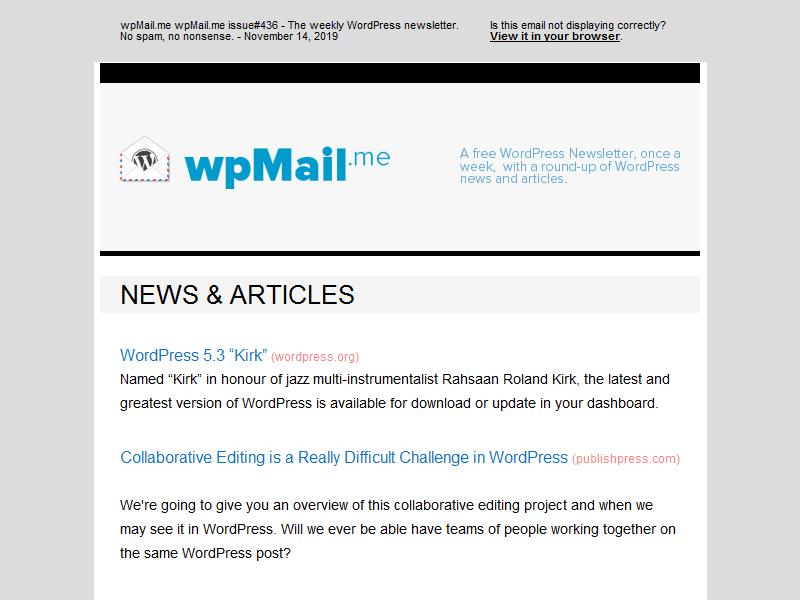 wpMail.me wpMail.me issue#436 - The weekly WordPress newsletter.
No spam, no nonsense. - November 14, 2019
Is this email not displaying correctly?
View it in your browser.
wpMail.me
A free WordPress Newsletter, once a
week, with a round-up of WordPress
news and articles.
NEWS & ARTICLES
WordPress 5.3 “Kirk” (wordpress.org)
Named “Kirk” in honour of jazz multi-instrumentalist Rahsaan Roland Kirk, the latest and
greatest version of WordPress is available for download or update in your dashboard.
Collaborative Editing is a Really Difficult Challenge in WordPress (publishpress.com)
We're going to give you an overview of this collaborative editing project and when we
may see it in WordPress. Will we ever be able have teams of people working together on
the same WordPress post?